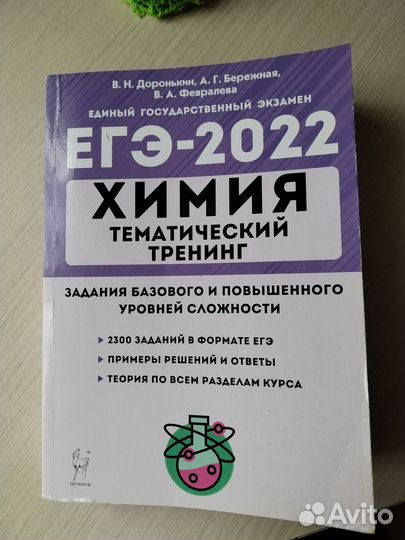 В. Н. Доронькин, А. Г. Бережная,
В. А. Февралева
ЕДИНЫЙ ГОСУДАРСТВЕННЫЙ ЭКЗАМЕН
ЕГЭ-2022
ХИМИЯ
ТЕМАТИЧЕСКИЙ
ТРЕНИНГ
ЗАДАНИЯ БАЗОВОГО И ПОВЫШЕННОГО
УРОВНЕЙ СЛОЖНОСТИ
2300 ЗАДАНИЙ В ФОРМАТЕ ЕГЭ
ПРИМЕРЫ РЕШЕНИЙ И ОТВЕТЫ
ТЕОРИЯ ПО ВСЕМ РАЗДЕЛАМ КУРСА
ЛЕГИОН-М
Avito